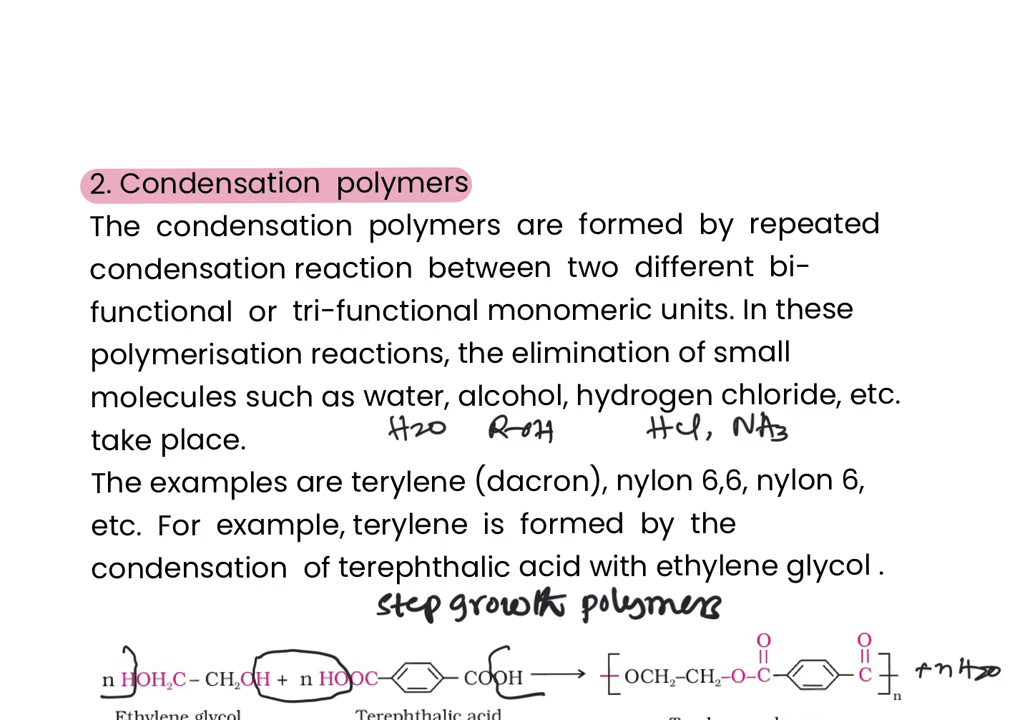 2. Condensation polymers
The condensation polymers are formed by repeated
condensation reaction between two different bi-
functional or tri-functional monomeric units. In these
polymerisation reactions, the elimination of small
molecules such as water, alcohol, hydrogen chloride, etc.
H2O R-OH HCl, NH3
take place.
The examples are terylene (dacron), nylon 6,6, nylon 6,
etc. For example, terylene is formed by the
condensation of terephthalic acid with ethylene glycol .
step growth polymers
O O
n HOH₂C – CH₂OH + n HOOC COOH → [ OCH₂–CH₂–O–C C ]n + n H2O
Ethylene glycol Terephthalic acid